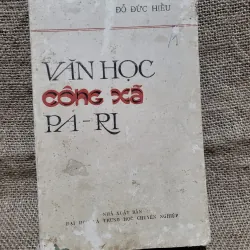 ĐỖ ĐỨC HIỂU
VĂN HỌC
CÔNG XÃ
PA-RI
NHÀ XUẤT BẢN
ĐẠI HỌC VÀ TRUNG HỌC CHUYÊN NGHIỆP